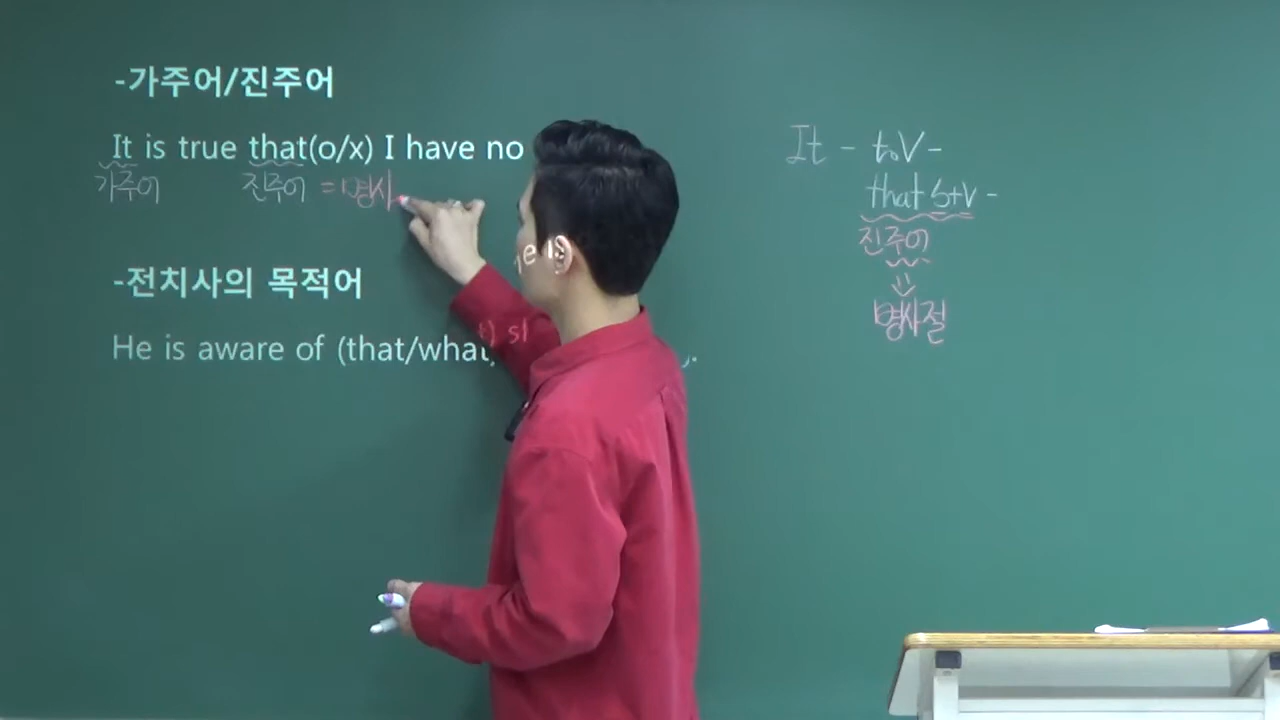 -가주어/진주어
It is true that(o/x) I have no
가주어 진주어 = 명사
-전치사의 목적어
He is aware of (that/what
It - to V -
that S+V -
진주어
명사절